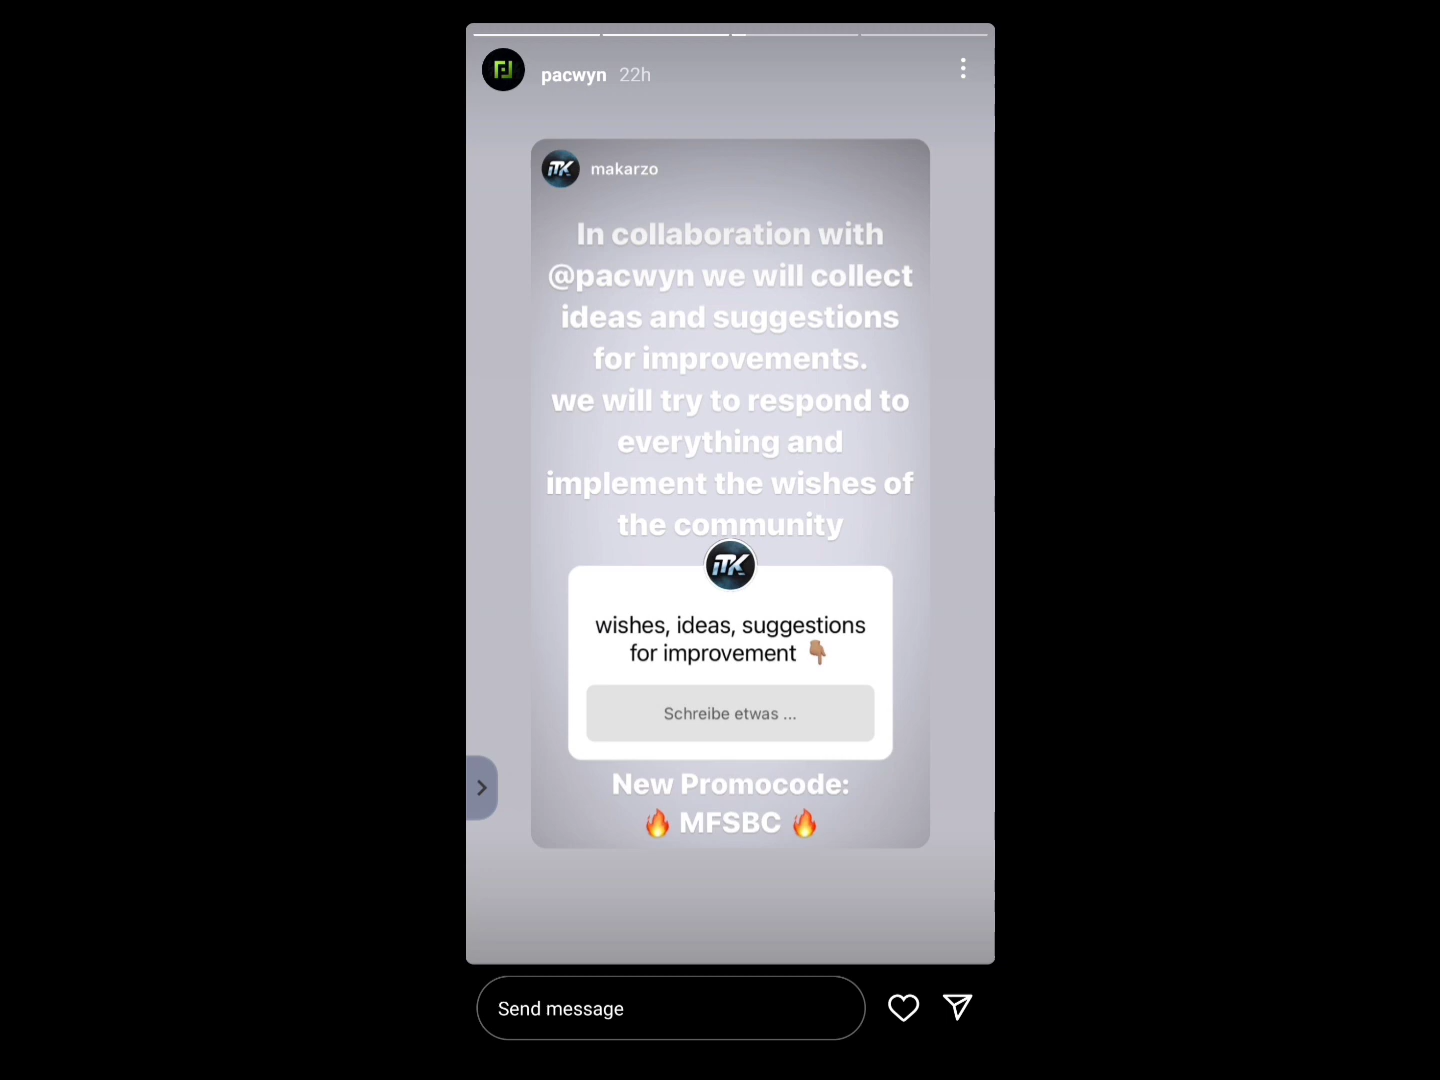 pacwyn 22h
iTK makarzo
In collaboration with
@pacwyn we will collect
ideas and suggestions
for improvements.
we will try to respond to
everything and
implement the wishes of
the community
iTK
wishes, ideas, suggestions
for improvement 👇🏽
Schreibe etwas ...
New Promocode:
🔥 MFSBC 🔥
Send message